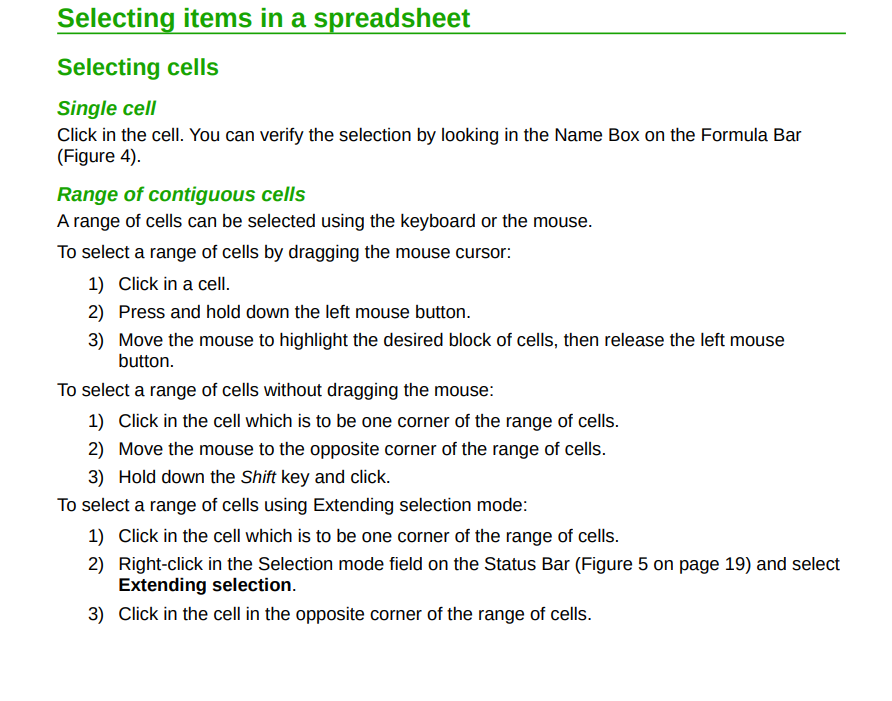 Selecting items in a spreadsheet
Selecting cells
Single cell
Click in the cell. You can verify the selection by looking in the Name Box on the Formula Bar
(Figure 4).
Range of contiguous cells
A range of cells can be selected using the keyboard or the mouse.
To select a range of cells by dragging the mouse cursor:
1) Click in a cell.
2) Press and hold down the left mouse button.
3) Move the mouse to highlight the desired block of cells, then release the left mouse
button.
To select a range of cells without dragging the mouse:
1) Click in the cell which is to be one corner of the range of cells.
2) Move the mouse to the opposite corner of the range of cells.
3) Hold down the Shift key and click.
To select a range of cells using Extending selection mode:
1) Click in the cell which is to be one corner of the range of cells.
2) Right-click in the Selection mode field on the Status Bar (Figure 5 on page 19) and select
Extending selection.
3) Click in the cell in the opposite corner of the range of cells.